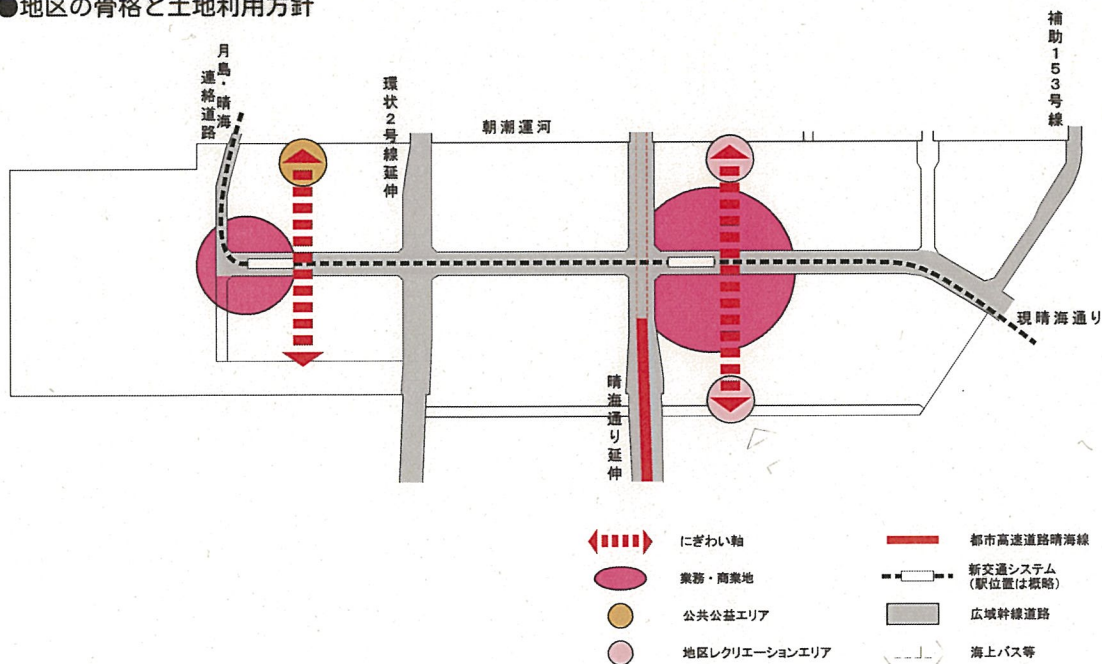 ●地区の骨格と土地利用方針
補助153号線
月島・晴海
連絡道路
環状2号線延伸
朝潮運河
現晴海通り
晴海通り延伸
にぎわい軸
業務・商業地
公共公益エリア
地区レクリエーションエリア
都市高速道路晴海線
新交通システム
(駅位置は概略)
広域幹線道路
海上バス等